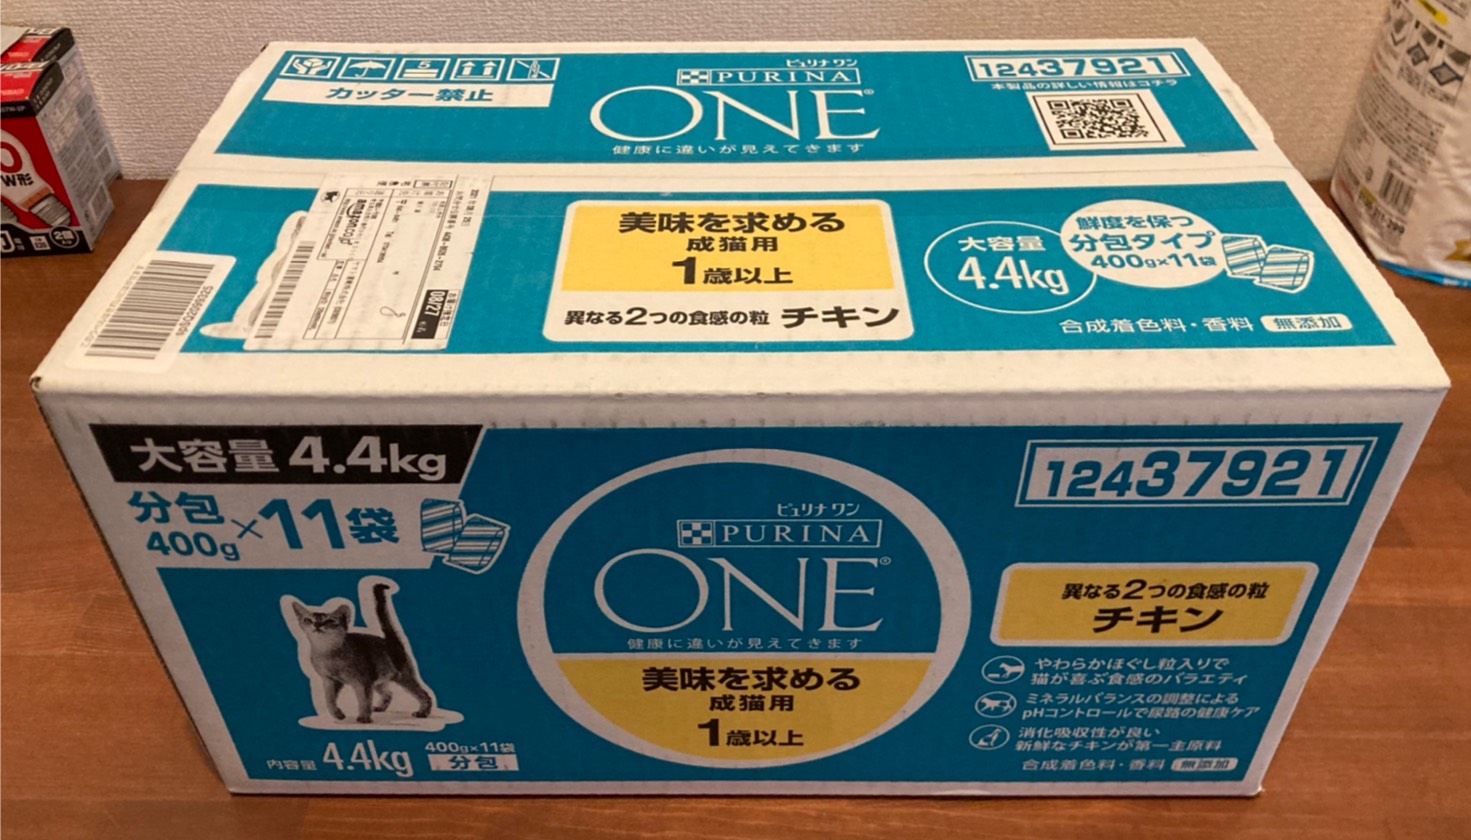 5
カッター禁止
ピュリナ ワン
PURINA
ONE®
健康に違いが見えてきます
12437921
本製品の詳しい情報はコチラ
amazon.co.jp
08/27
美味を求める
成猫用
1歳以上
異なる2つの食感の粒 チキン
大容量
4.4kg
鮮度を保つ
分包タイプ
400g×11袋
合成着色料・香料 無添加
大容量 4.4kg
分包
400g×11袋
内容量 4.4kg 400g×11袋
分包
ピュリナ ワン
PURINA
ONE®
健康に違いが見えてきます
美味を求める
成猫用
1歳以上
12437921
異なる2つの食感の粒
チキン
やわらかほぐし粒入りで
猫が喜ぶ食感のバラエティ
ミネラルバランスの調整による
pHコントロールで尿路の健康ケア
消化吸収性が良い
新鮮なチキンが第一主原料
合成着色料・香料 無添加
W形
2個